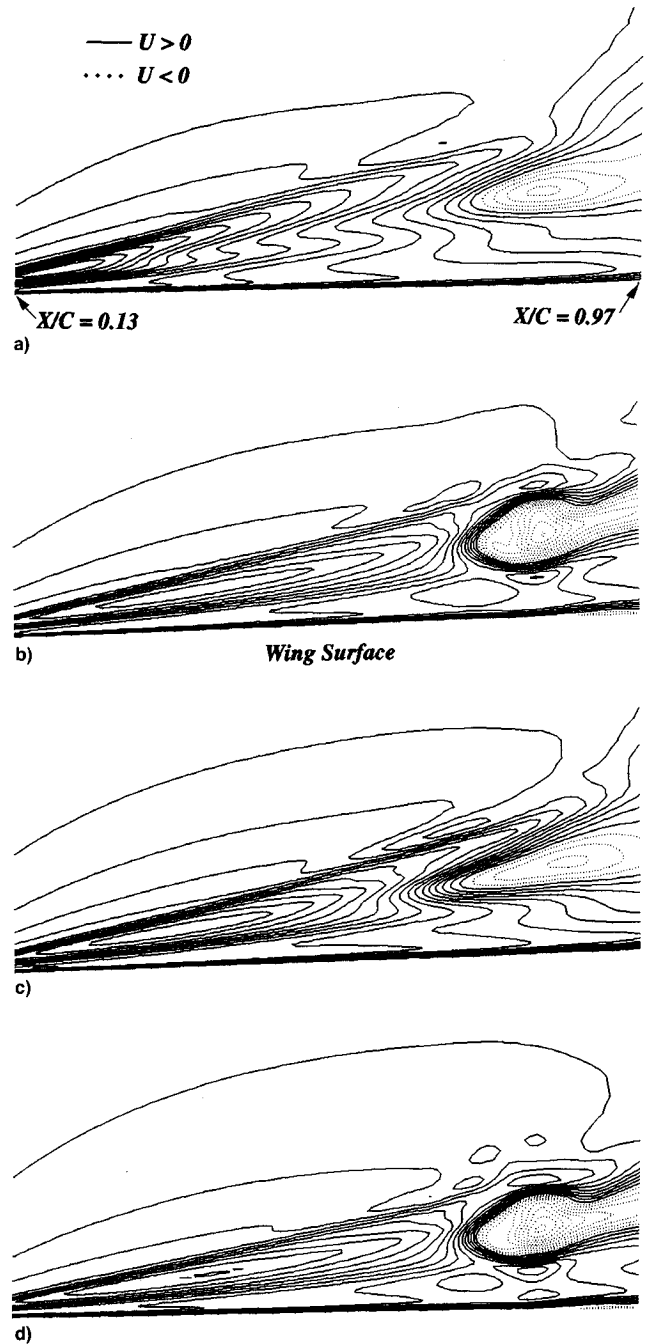 — U > 0
.... U < 0
X/C = 0.13
X/C = 0.97
a)
b)
Wing Surface
c)
d)